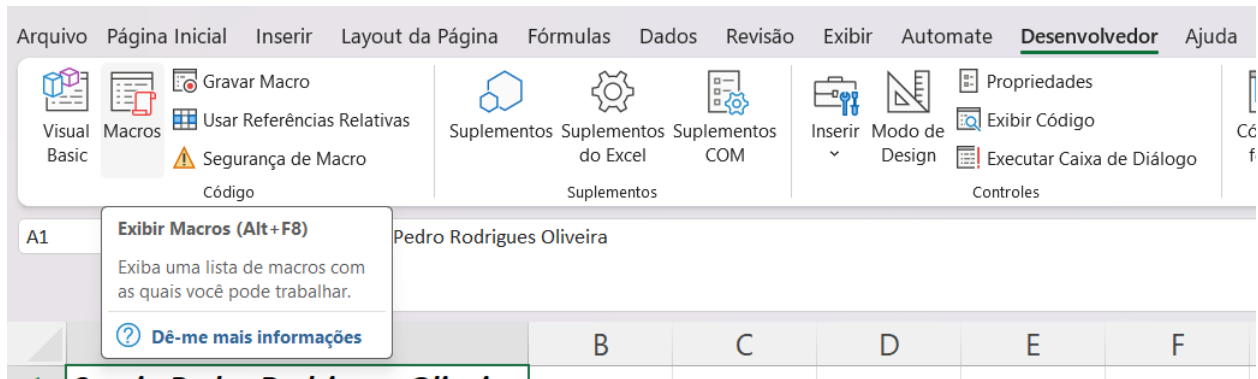 Arquivo Página Inicial Inserir Layout da Página Fórmulas Dados Revisão Exibir Automate Desenvolvedor Ajuda
Visual Basic
Macros
Gravar Macro
Usar Referências Relativas
Segurança de Macro
Código
Suplementos
Suplementos do Excel
Suplementos COM
Suplementos
Inserir
Modo de Design
Propriedades
Exibir Código
Executar Caixa de Diálogo
Controles
A1
Pedro Rodrigues Oliveira
Exibir Macros (Alt+F8)
Exiba uma lista de macros com
as quais você pode trabalhar.
Dê-me mais informações
B C D E F